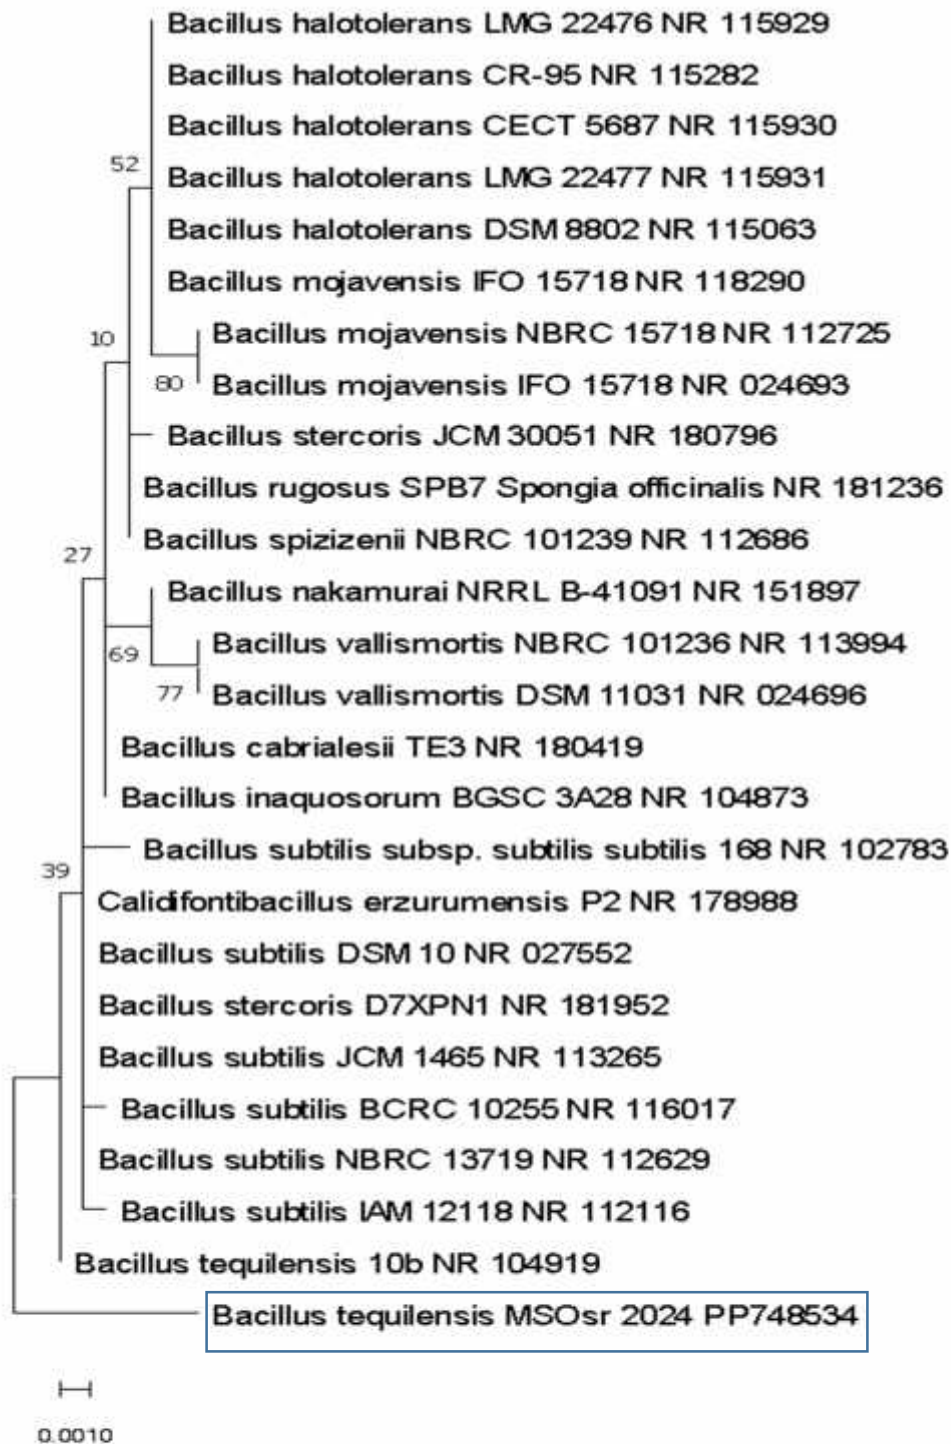 Bacillus halotolerans LMG 22476 NR 115929
Bacillus halotolerans CR-95 NR 115282
52
Bacillus halotolerans CECT 5687 NR 115930
Bacillus halotolerans LMG 22477 NR 115931
Bacillus halotolerans DSM 8802 NR 115063
Bacillus mojavensis IFO 15718 NR 118290
10
Bacillus mojavensis NBRC 15718 NR 112725
80
Bacillus mojavensis IFO 15718 NR 024693
Bacillus stercoris JCM 30051 NR 180796
Bacillus rugosus SPB7 Spongia officinalis NR 181236
Bacillus spizizenii NBRC 101239 NR 112686
27
Bacillus nakamurai NRRL B-41091 NR 151897
Bacillus vallismortis NBRC 101236 NR 113994
69
77
Bacillus vallismortis DSM 11031 NR 024696
Bacillus cabrialesii TE3 NR 180419
Bacillus inaquosorum BGSC 3A28 NR 104873
Bacillus subtilis subsp. subtilis subtilis 168 NR 102783
39
Calidifontibacillus erzurumensis P2 NR 178988
Bacillus subtilis DSM 10 NR 027552
Bacillus stercoris D7XPN1 NR 181952
Bacillus subtilis JCM 1465 NR 113265
Bacillus subtilis BCRC 10255 NR 116017
Bacillus subtilis NBRC 13719 NR 112629
Bacillus subtilis IAM 12118 NR 112116
Bacillus tequilensis 10b NR 104919
Bacillus tequilensis MSOsr 2024 PP748534
0.0010